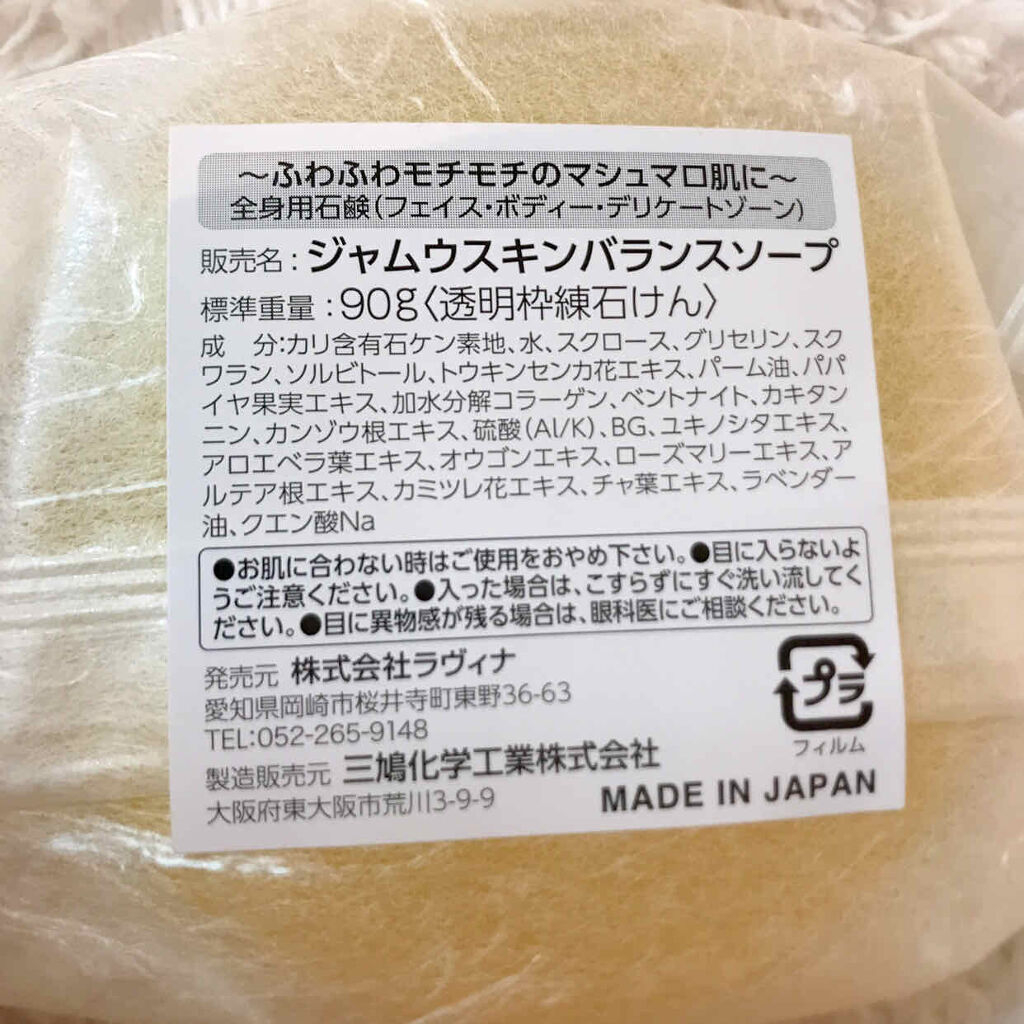 ～ふわふわモチモチのマシュマロ肌に～
全身用石鹸(フェイス・ボディー・デリケートゾーン)
販売名：ジャムウスキンバランスソープ
標準重量：90g〈透明枠練石けん〉
成　分:カリ含有石ケン素地、水、スクロース、グリセリン、スク
ワラン、ソルビトール、トウキンセンカ花エキス、パーム油、パパ
イヤ果実エキス、加水分解コラーゲン、ベントナイト、カキタン
ニン、カンゾウ根エキス、硫酸(Al/K)、BG、ユキノシタエキス、
アロエベラ葉エキス、オウゴンエキス、ローズマリーエキス、ア
ルテア根エキス、カミツレ花エキス、チャ葉エキス、ラベンダー
油、クエン酸Na
●お肌に合わない時はご使用をおやめ下さい。●目に入らないよ
うご注意ください。●入った場合は、こすらずにすぐ洗い流してく
ださい。●目に異物感が残る場合は、眼科医にご相談ください。
発売元 株式会社ラヴィナ
愛知県岡崎市桜井寺町東野36-63
TEL:052-265-9148
製造販売元 三鳩化学工業株式会社
大阪府東大阪市荒川3-9-9
プラ
フィルム
MADE IN JAPAN